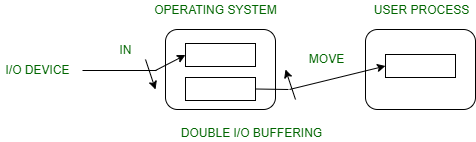 OPERATING SYSTEM
USER PROCESS
IN
MOVE
I/O DEVICE
DOUBLE I/O BUFFERING